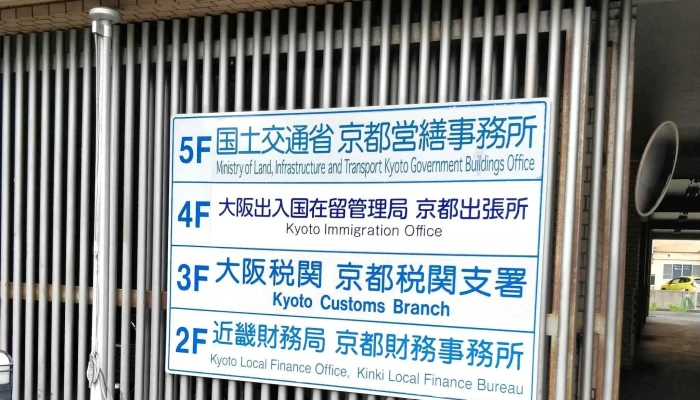 5F 国土交通省 京都営繕事務所
Ministry of Land, Infrastructure and Transport Kyoto Government Buildings Office
4F 大阪出入国在留管理局 京都出張所
Kyoto Immigration Office
3F 大阪税関 京都税関支署
Kyoto Customs Branch
2F 近畿財務局 京都財務事務所
Kyoto Local Finance Office, Kinki Local Finance Bureau